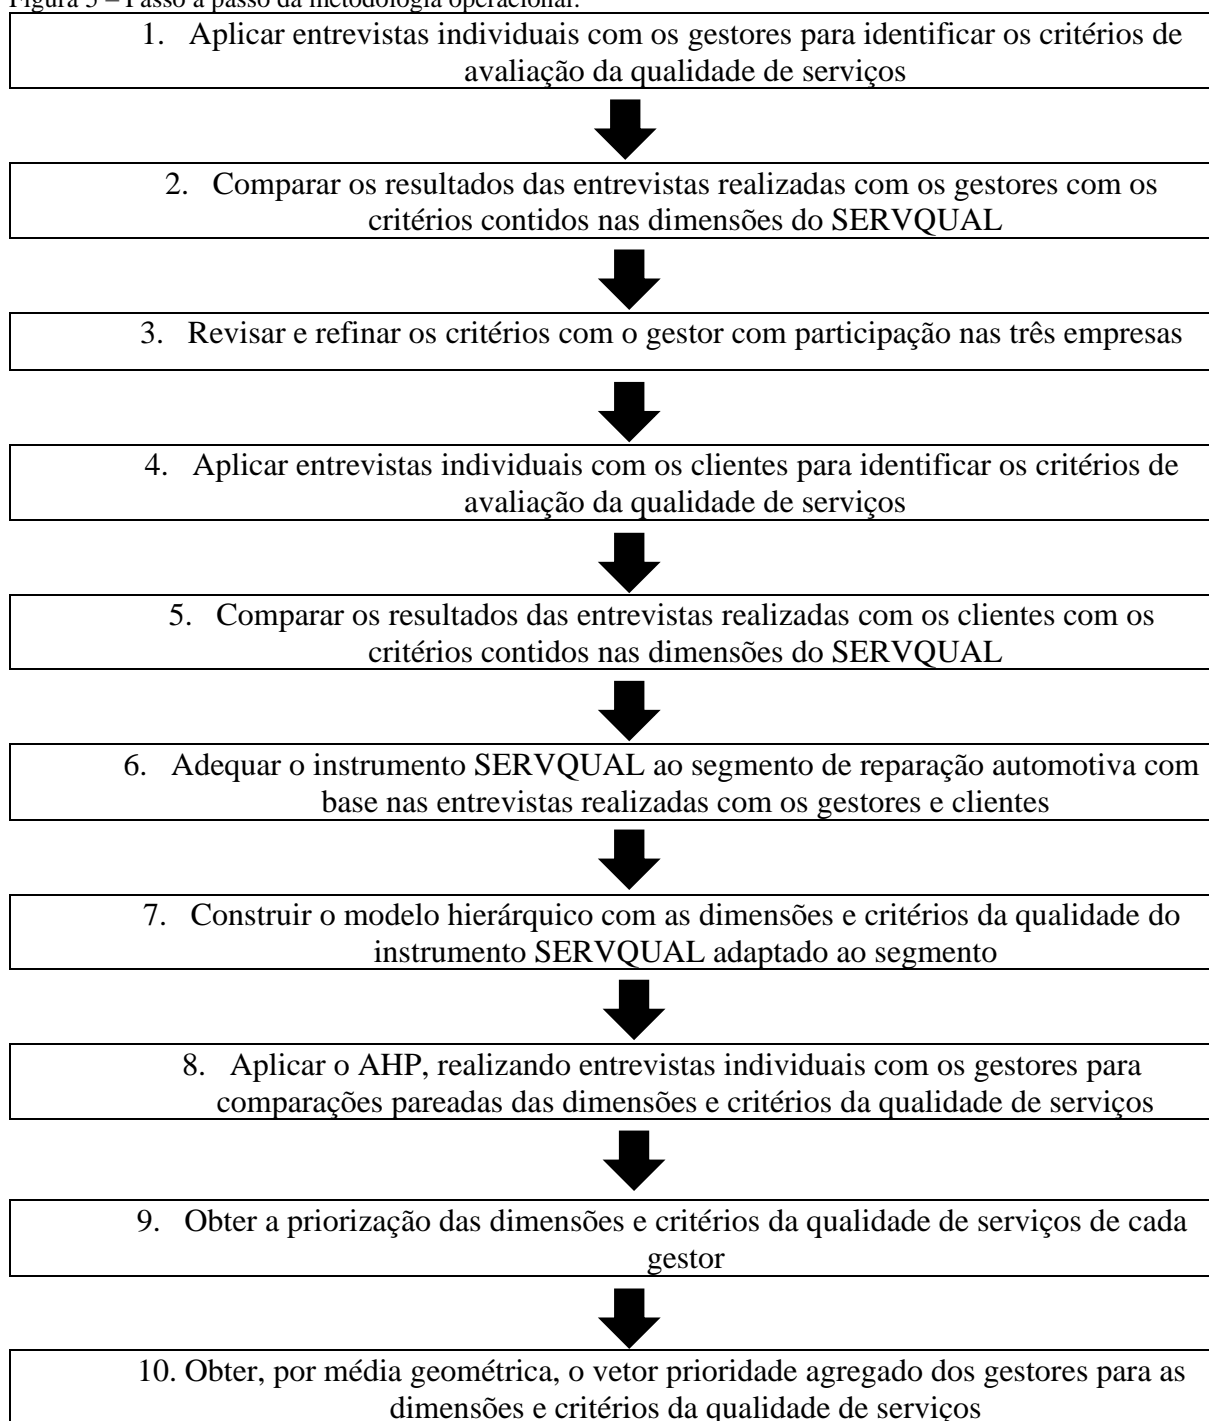 Figura 5 – Passo a passo da metodologia operacional.
1. Aplicar entrevistas individuais com os gestores para identificar os critérios de
avaliação da qualidade de serviços
2. Comparar os resultados das entrevistas realizadas com os gestores com os
critérios contidos nas dimensões do SERVQUAL
3. Revisar e refinar os critérios com o gestor com participação nas três empresas
4. Aplicar entrevistas individuais com os clientes para identificar os critérios de
avaliação da qualidade de serviços
5. Comparar os resultados das entrevistas realizadas com os clientes com os
critérios contidos nas dimensões do SERVQUAL
6. Adequar o instrumento SERVQUAL ao segmento de reparação automotiva com
base nas entrevistas realizadas com os gestores e clientes
7. Construir o modelo hierárquico com as dimensões e critérios da qualidade do
instrumento SERVQUAL adaptado ao segmento
8. Aplicar o AHP, realizando entrevistas individuais com os gestores para
comparações pareadas das dimensões e critérios da qualidade de serviços
9. Obter a priorização das dimensões e critérios da qualidade de serviços de cada
gestor
10. Obter, por média geométrica, o vetor prioridade agregado dos gestores para as
dimensões e critérios da qualidade de serviços